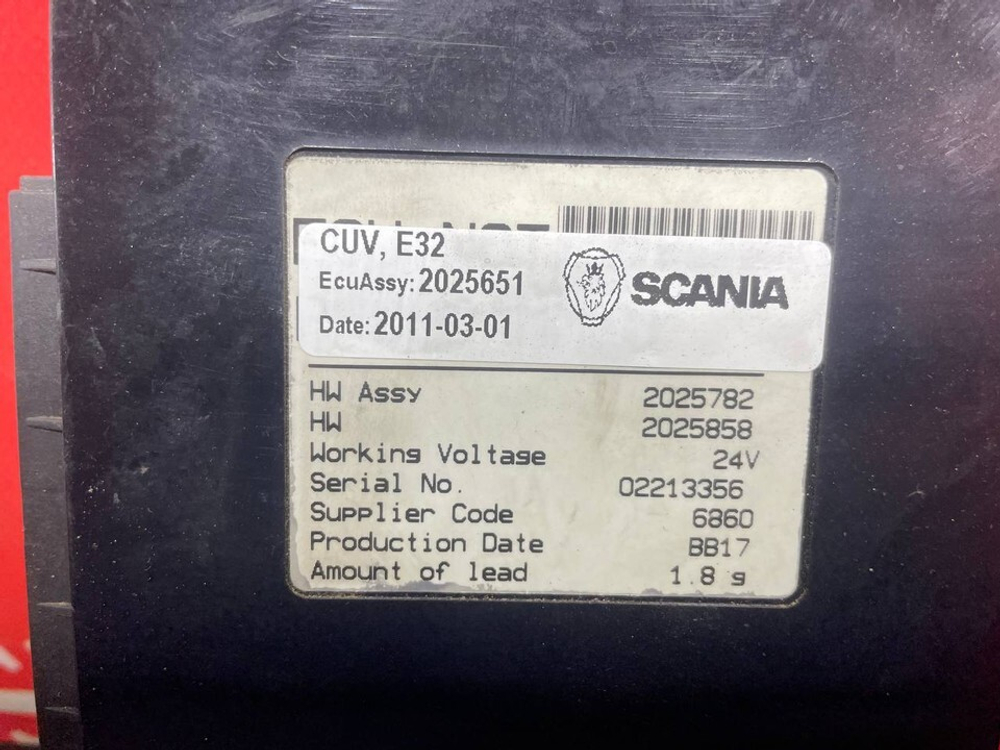 CUV, E32
EcuAssy: 2025651
Date: 2011-03-01
SCANIA
HW Assy 2025782
HW 2025858
Working Voltage 24V
Serial No. 02213356
Supplier Code 6860
Production Date BB17
Amount of lead 1.8 g